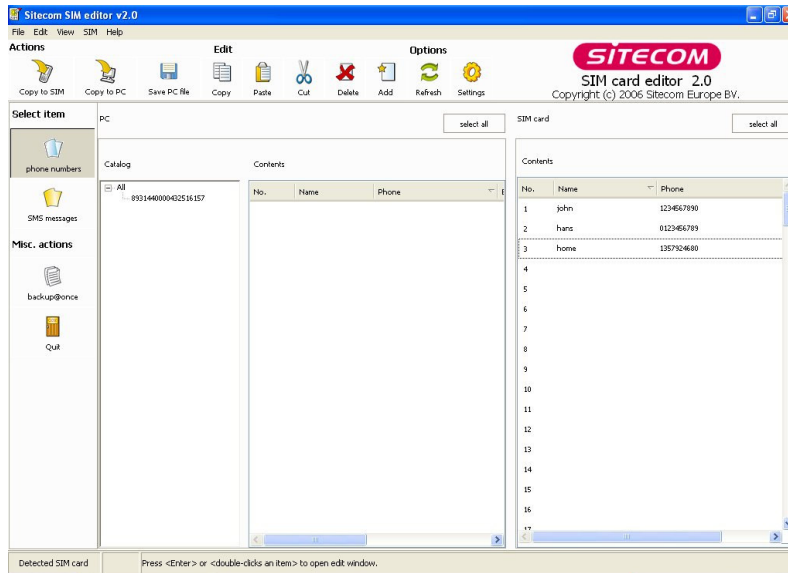 Sitecom SIM editor v2.0
File Edit View SIM Help
Actions Edit Options
Copy to SIM Copy to PC Save PC file Copy Paste Cut Delete Add Refresh Settings
SITECOM
SIM card editor 2.0
Copyright (c) 2006 Sitecom Europe BV.
Select item
phone numbers
SMS messages
Misc. actions
backup@once
Quit
PC select all
Catalog Contents
All
8931440000432516157
No. Name Phone E
SIM card select all
Contents
No. Name Phone
1 john 1234567890
2 hans 0123456789
3 home 1357924680
4
5
6
7
8
9
10
11
12
13
14
15
16
17
Detected SIM card Press <Enter> or <double-clicks an item> to open edit window.